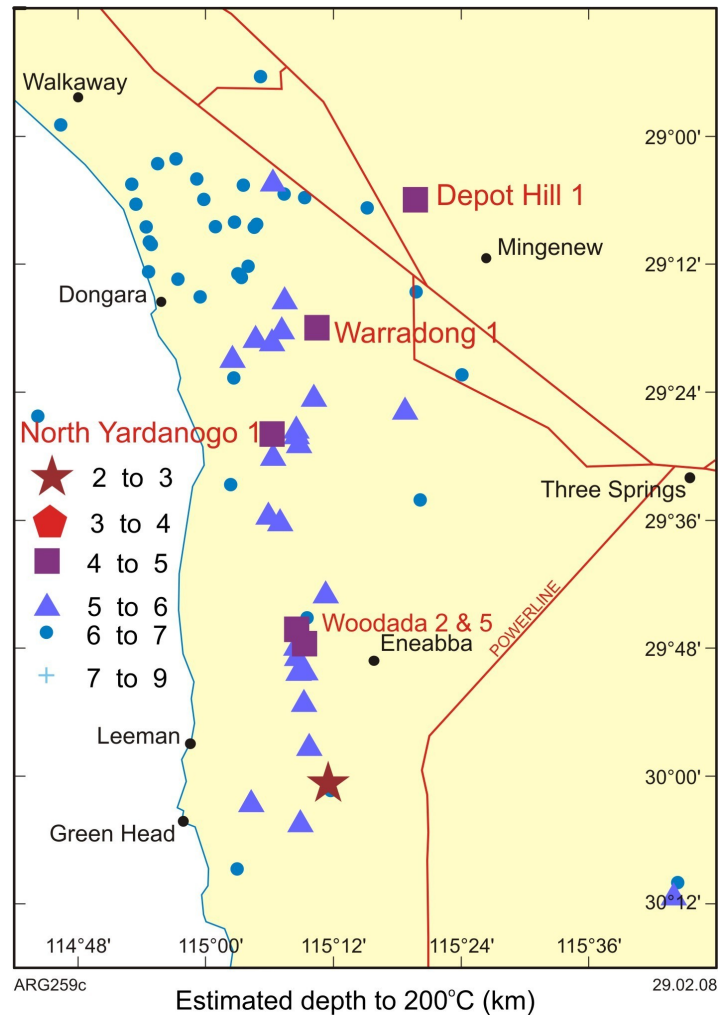 Walkaway
29°00'
Depot Hill 1
Mingenew
29°12'
Dongara
Warradong 1
29°24'
North Yardanogo 1
2 to 3
Three Springs
3 to 4
29°36'
4 to 5
5 to 6
POWERLINE
Woodada 2 & 5
6 to 7
Eneabba
29°48'
7 to 9
Leeman
30°00'
Green Head
30°12'
114°48'
115°00'
115°12'
115°24'
115°36'
ARG259c
29.02.08
Estimated depth to 200°C (km)